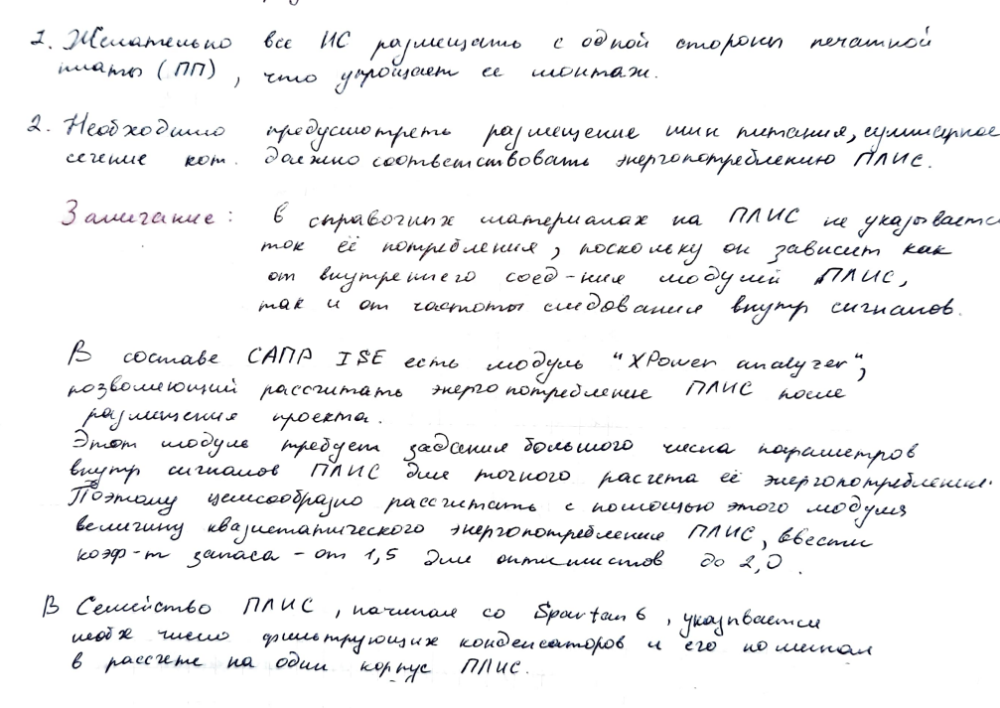 1. Желательно все ИС размещать с одной стороны печатной
платы (ПП), что упрощает ее монтаж.
2. Необходимо предусмотреть размещение шин питания, суммарное
сечение кот. должно соответствовать энергопотреблению ПЛИС.
Замечание: в справочных материалах на ПЛИС не указывается
ток её потребления, поскольку он зависит как
от внутреннего соед-ния модулей ПЛИС,
так и от частоты следования внутр сигналов.
В составе САПР ISE есть модуль "XPower analyzer",
позволяющий рассчитать энергопотребление ПЛИС после
размещения проекта.
Этот модуль требует задания большого числа параметров
внутр сигналов ПЛИС для точного расчета её энергопотребления.
Поэтому целесообразно рассчитать с помощью этого модуля
величину квазистатического энергопотребления ПЛИС, ввести
коэф-т запаса - от 1,5 для оптимистов до 2,0.
В Семейство ПЛИС, начиная со Spartan 6, указывается
необх число фильтрующих конденсаторов и его номинал
в рассчете на один корпус ПЛИС.